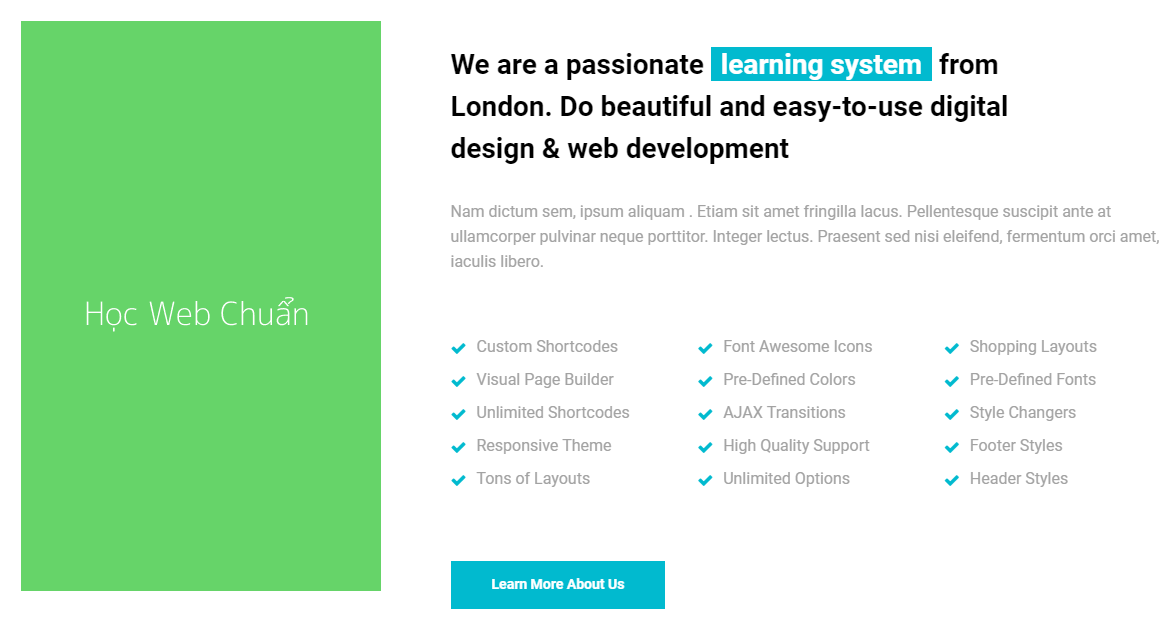 Học Web Chuẩn
We are a passionate learning system from
London. Do beautiful and easy-to-use digital
design & web development
Nam dictum sem, ipsum aliquam . Etiam sit amet fringilla lacus. Pellentesque suscipit ante at
ullamcorper pulvinar neque porttitor. Integer lectus. Praesent sed nisi eleifend, fermentum orci amet,
iaculis libero.
Custom Shortcodes
Visual Page Builder
Unlimited Shortcodes
Responsive Theme
Tons of Layouts
Font Awesome Icons
Pre-Defined Colors
AJAX Transitions
High Quality Support
Unlimited Options
Shopping Layouts
Pre-Defined Fonts
Style Changers
Footer Styles
Header Styles
Learn More About Us